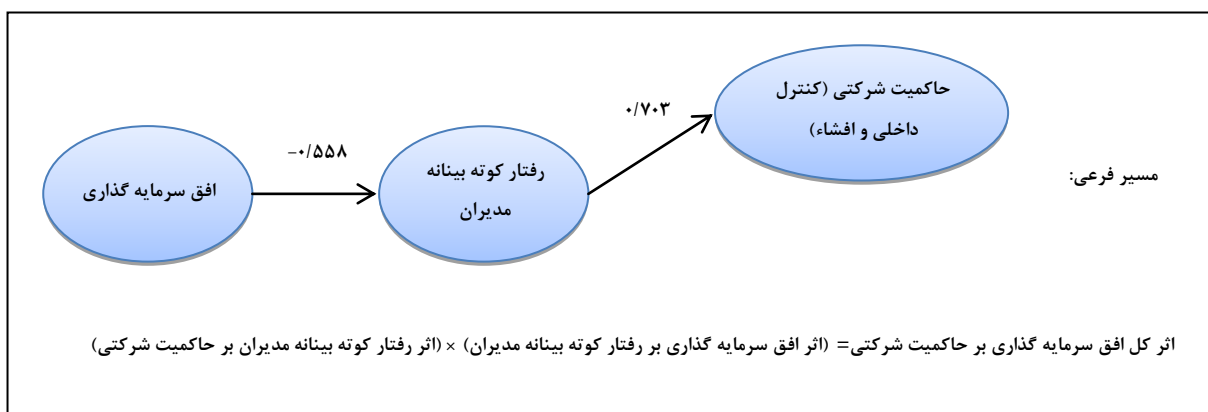 حاکمیت شرکتی (کنترل
داخلی و افشاء)
۰/۷۰۳
-۰/۵۵۸
مسیر فرعی:
رفتار کوته بینانه
مدیران
افق سرمایه گذاری
اثر کل افق سرمایه گذاری بر حاکمیت شرکتی= (اثر افق سرمایه گذاری بر رفتار کوته بینانه مدیران) × (اثر رفتار کوته بینانه مدیران بر حاکمیت شرکتی)